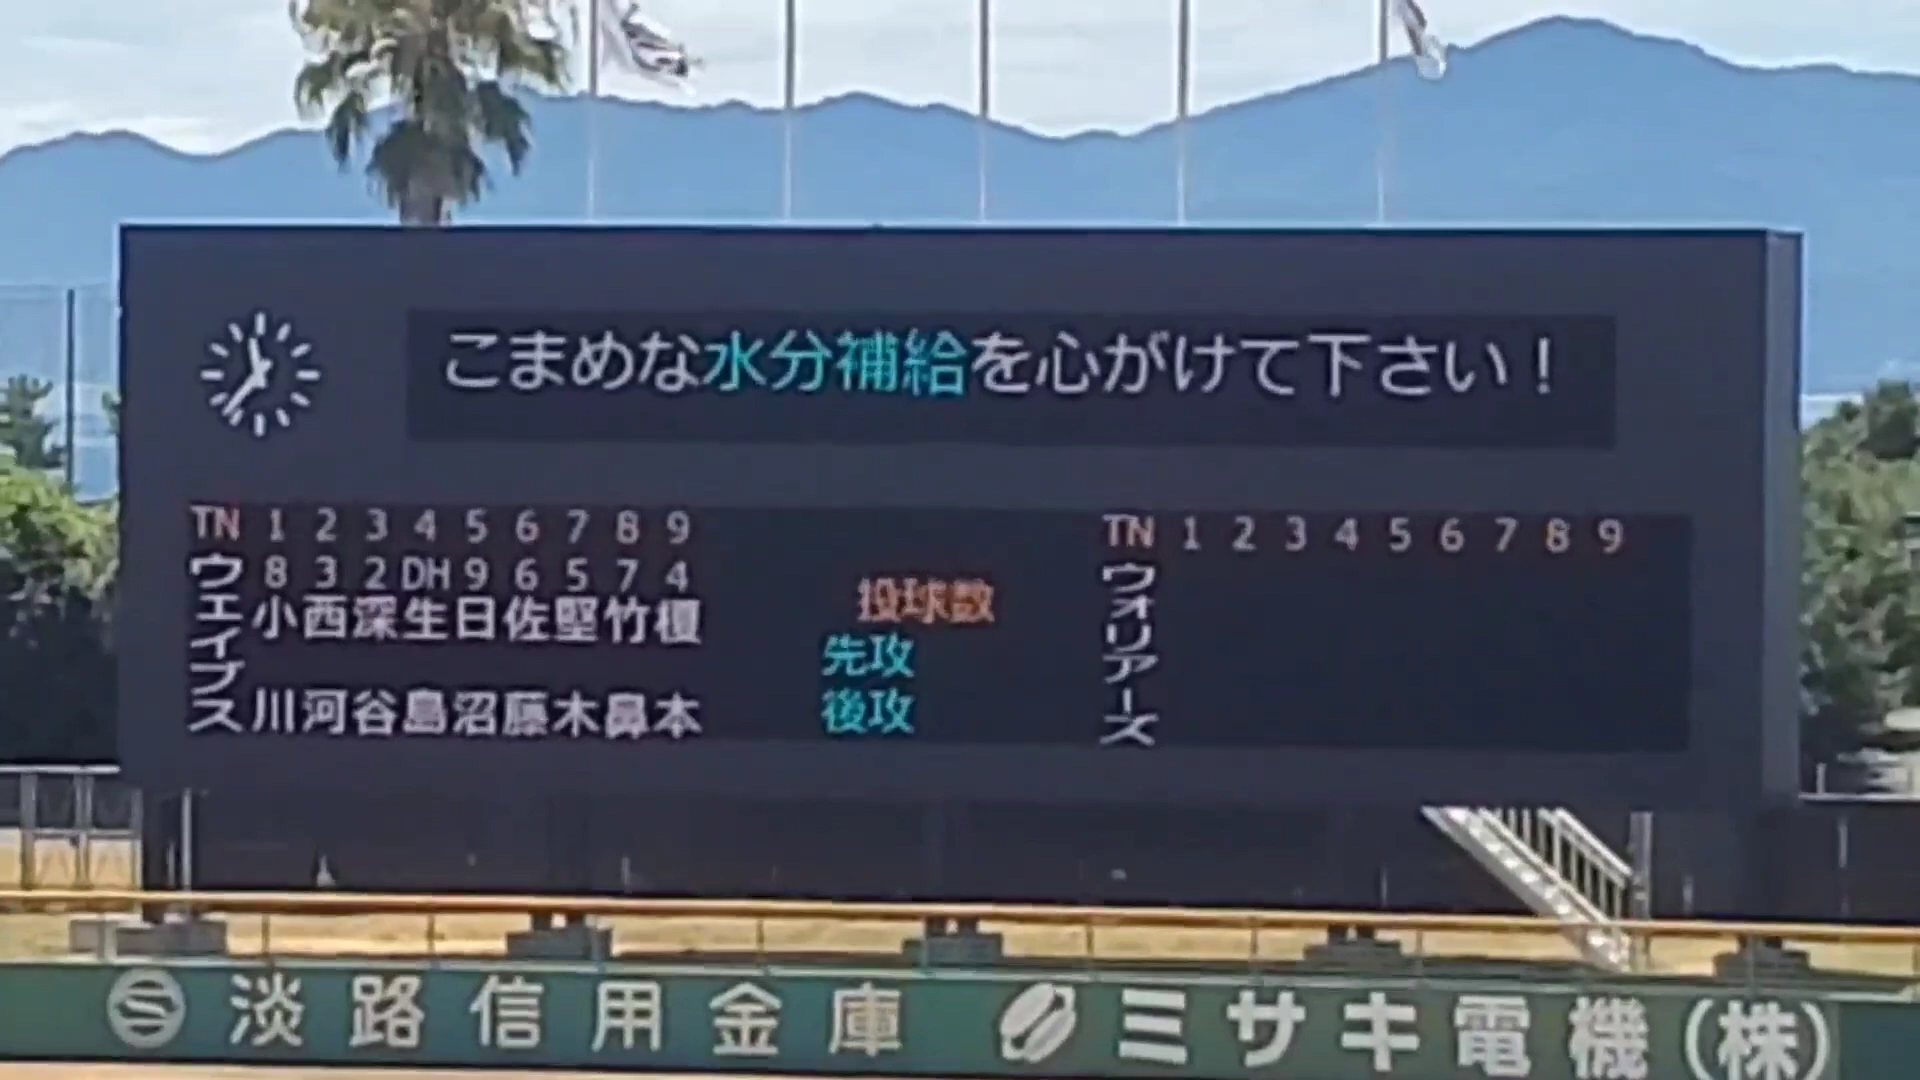 こまめな水分補給を心がけて下さい！
TN 1 2 3 4 5 6 7 8 9
8 3 2 DH 9 6 5 7 4
ウェイブス
小川
西河
深谷
生島
日沼
佐藤
堅木
竹鼻
榎本
投球数
先攻
後攻
TN 1 2 3 4 5 6 7 8 9
ウォリアーズ
淡路信用金庫
ミサキ電機(株)